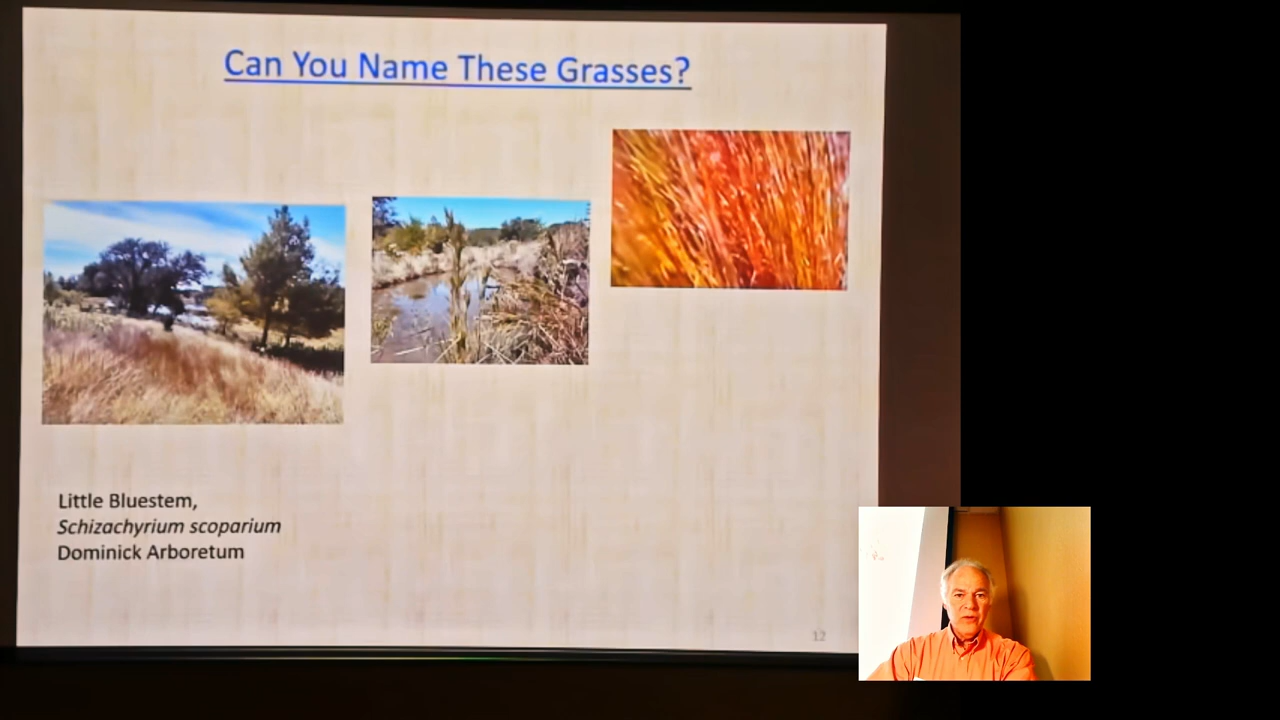 Can You Name These Grasses?
Little Bluestem,
Schizachyrium scoparium
Dominick Arboretum
12